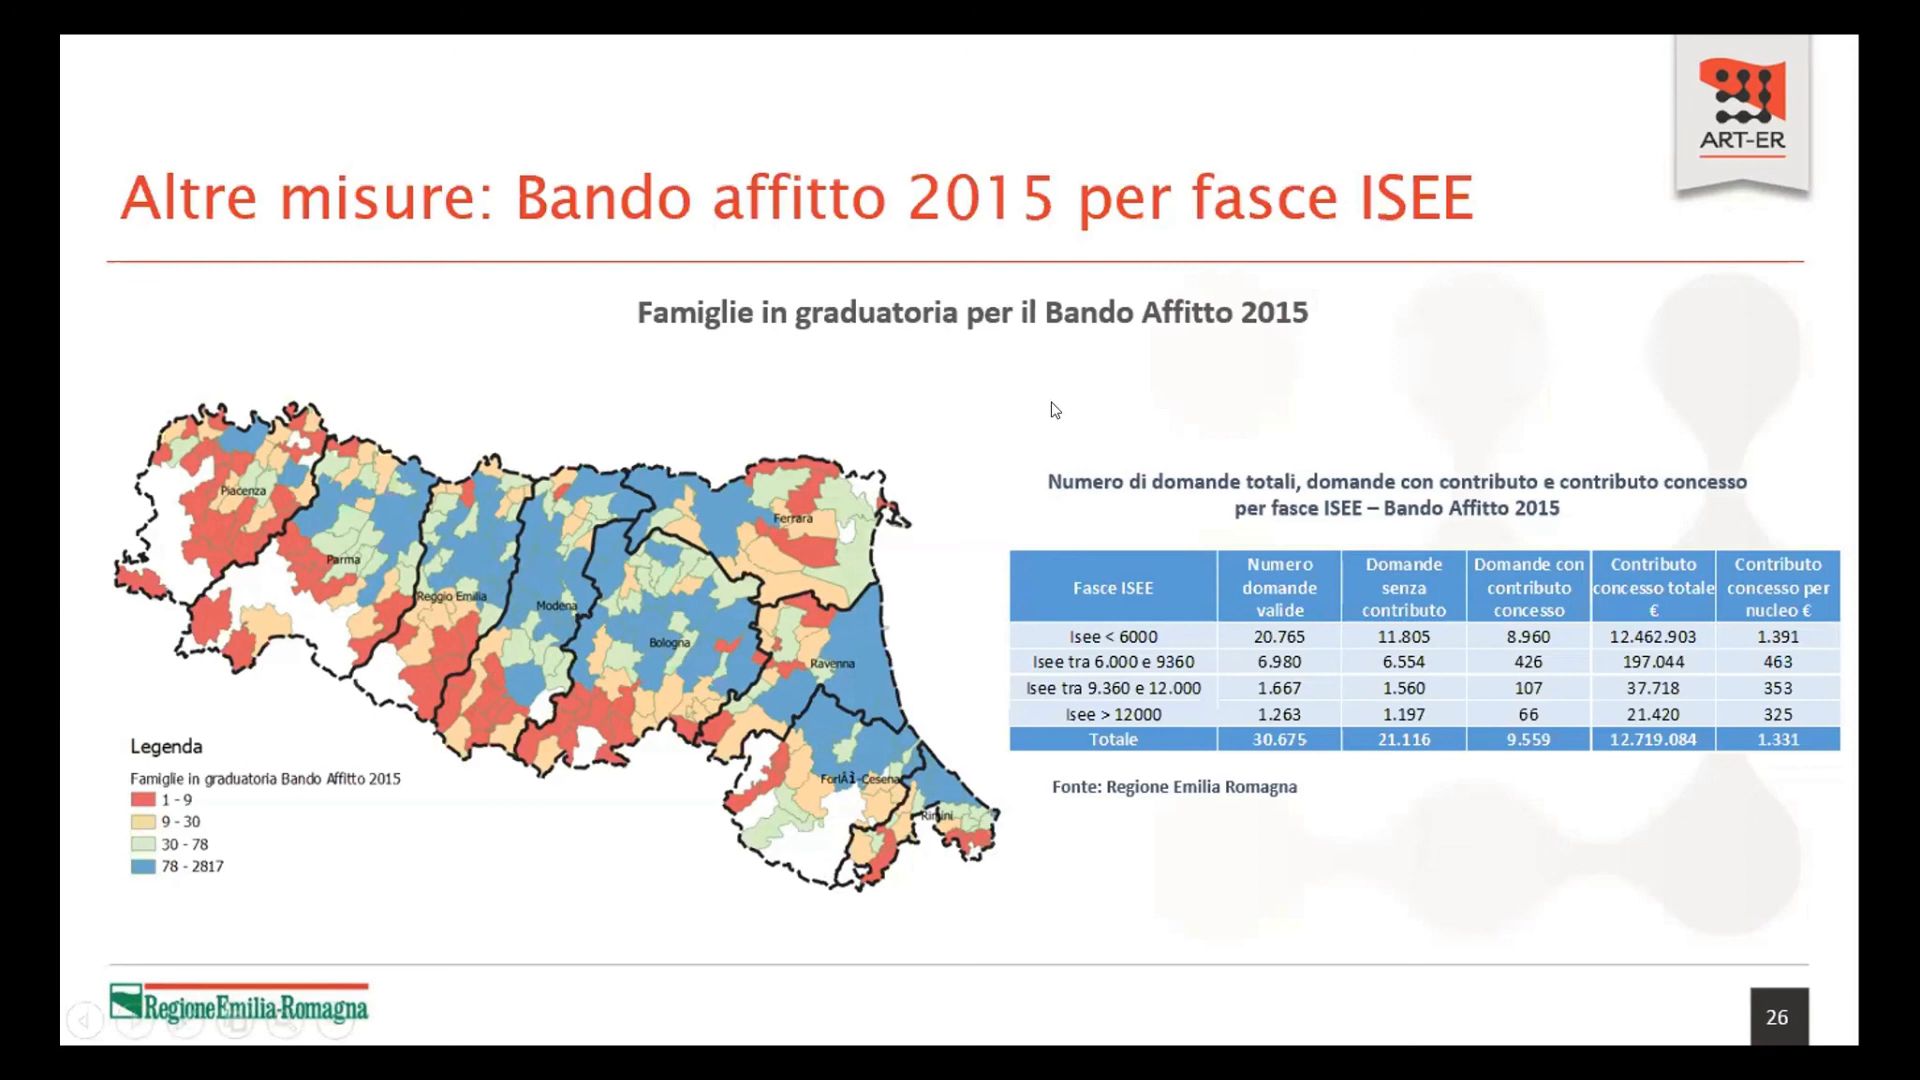 ART-ER
Altre misure: Bando affitto 2015 per fasce ISEE
Famiglie in graduatoria per il Bando Affitto 2015
Piacenza
Parma
Reggio Emilia
Modena
Bologna
Ferrara
Ravenna
ForlÃ¬-Cesena
Rimini
Legenda
Famiglie in graduatoria Bando Affitto 2015
1 - 9
9 - 30
30 - 78
78 - 2817
Numero di domande totali, domande con contributo e contributo concesso
per fasce ISEE – Bando Affitto 2015
Fasce ISEE Numero domande valide Domande senza contributo Domande con contributo concesso Contributo concesso totale € Contributo concesso per nucleo €
Isee < 6000 20.765 11.805 8.960 12.462.903 1.391
Isee tra 6.000 e 9360 6.980 6.554 426 197.044 463
Isee tra 9.360 e 12.000 1.667 1.560 107 37.718 353
Isee > 12000 1.263 1.197 66 21.420 325
Totale 30.675 21.116 9.559 12.719.084 1.331
Fonte: Regione Emilia Romagna
RegioneEmilia-Romagna
26